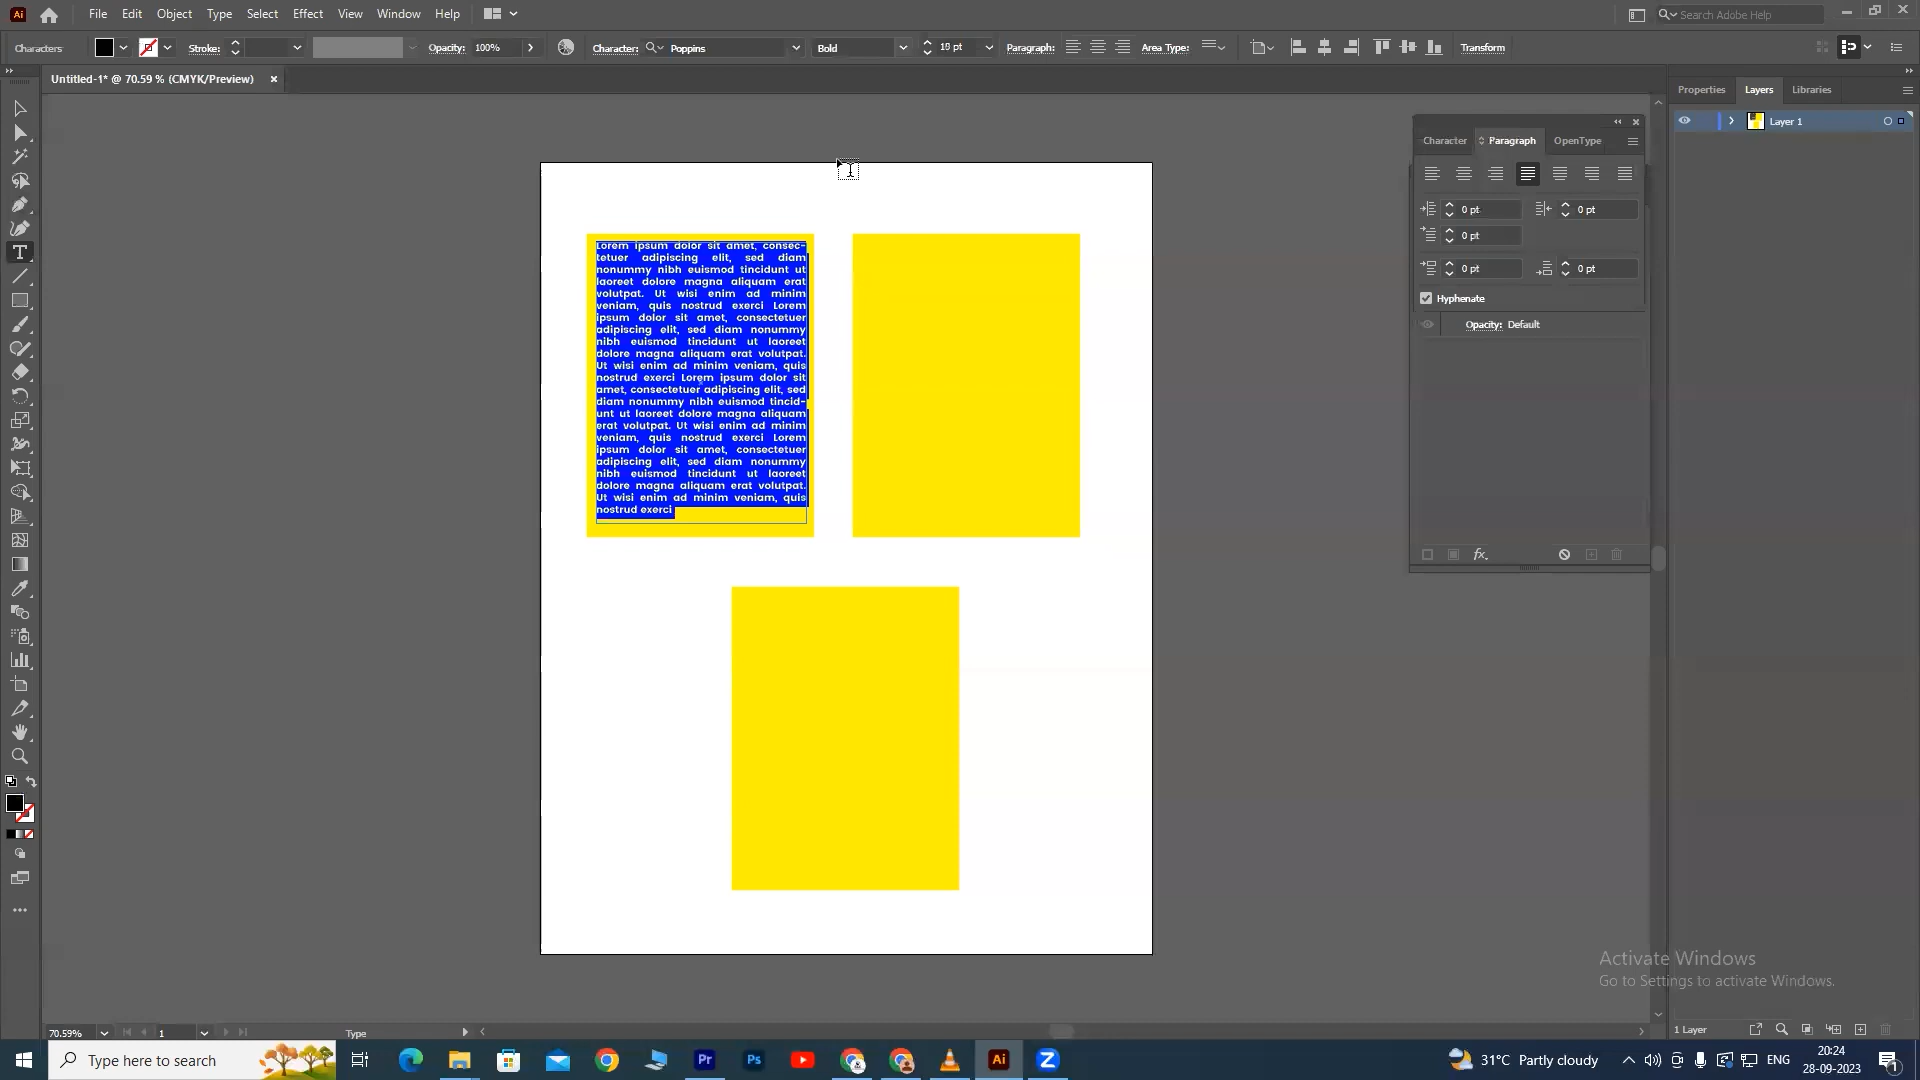 Ai File Edit Object Type Select Effect View Window Help Search Adobe Help
Characters Stroke: Opacity: 100% Character: Poppins Bold 10 pt Paragraph: Area Type: Transform
Untitled-1* @ 70.59 % (CMYK/Preview)
Properties Layers Libraries
Layer 1
Character Paragraph OpenType
0 pt 0 pt
0 pt
0 pt 0 pt
Hyphenate
Opacity: Default
fx.
Lorem ipsum dolor sit amet, consec-
tetuer adipiscing elit, sed diam
nonummy nibh euismod tincidunt ut
laoreet dolore magna aliquam erat
volutpat. Ut wisi enim ad minim
veniam, quis nostrud exerci Lorem
ipsum dolor sit amet, consectetuer
adipiscing elit, sed diam nonummy
nibh euismod tincidunt ut laoreet
dolore magna aliquam erat volutpat.
Ut wisi enim ad minim veniam, quis
nostrud exerci Lorem ipsum dolor sit
amet, consectetuer adipiscing elit, sed
diam nonummy nibh euismod tincid-
unt ut laoreet dolore magna aliquam
erat volutpat. Ut wisi enim ad minim
veniam, quis nostrud exerci Lorem
ipsum dolor sit amet, consectetuer
adipiscing elit, sed diam nonummy
nibh euismod tincidunt ut laoreet
dolore magna aliquam erat volutpat.
Ut wisi enim ad minim veniam, quis
nostrud exerci
Activate Windows
Go to Settings to activate Windows.
70.59% 1 Type
1 Layer
Type here to search Pr Ps Ai Z 31°C Partly cloudy ENG
20:24
28-09-2023
1